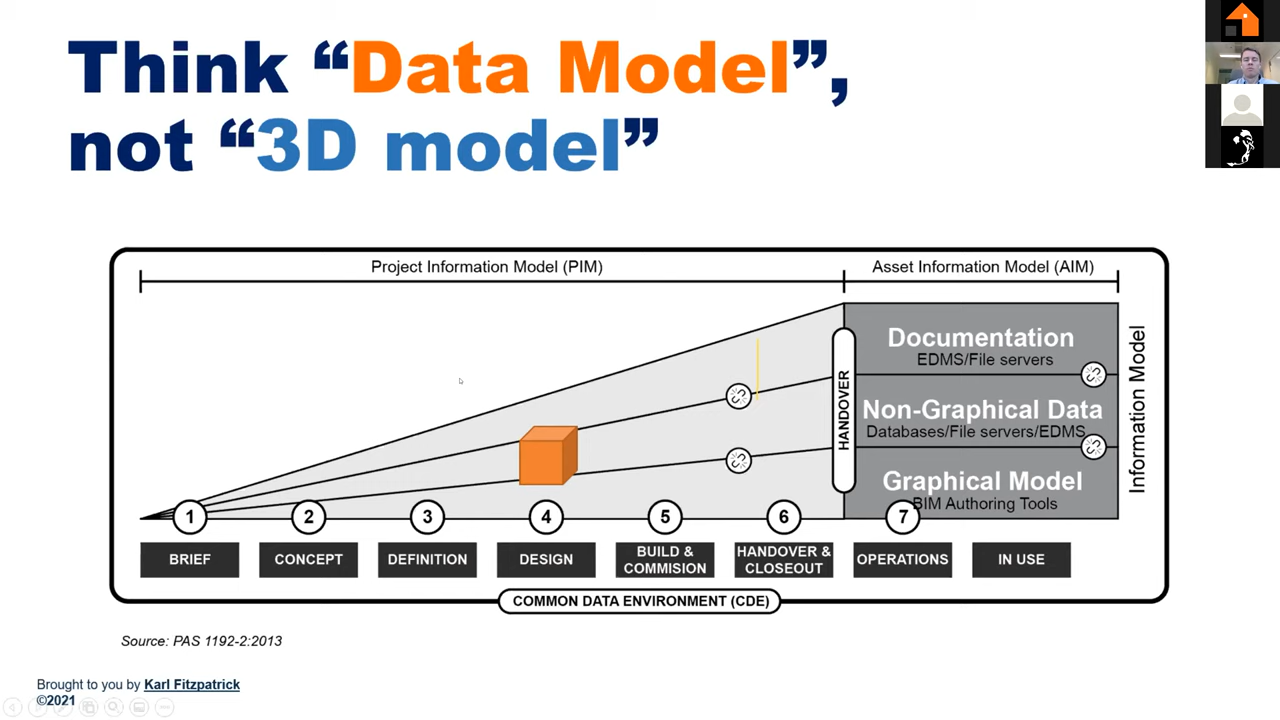 Think “Data Model”,
not “3D model”
Project Information Model (PIM)
Asset Information Model (AIM)
Documentation
EDMS/File servers
Non-Graphical Data
Databases/File servers/EDMS
Graphical Model
BIM Authoring Tools
HANDOVER
Information Model
1
2
3
4
5
6
7
BRIEF
CONCEPT
DEFINITION
DESIGN
BUILD &
COMMISION
HANDOVER &
CLOSEOUT
OPERATIONS
IN USE
COMMON DATA ENVIRONMENT (CDE)
Source: PAS 1192-2:2013
Brought to you by Karl Fitzpatrick
©2021